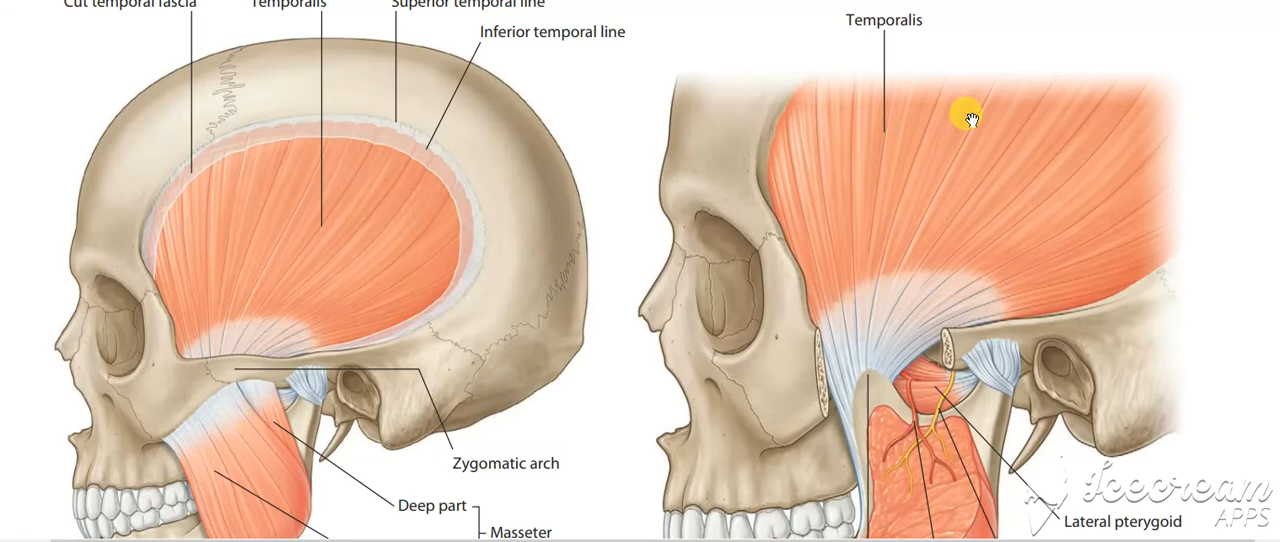 Cut temporal fascia
Temporalis
Superior temporal line
Inferior temporal line
Zygomatic arch
Deep part
Masseter
Temporalis
Lateral pterygoid
Icecream
APPS